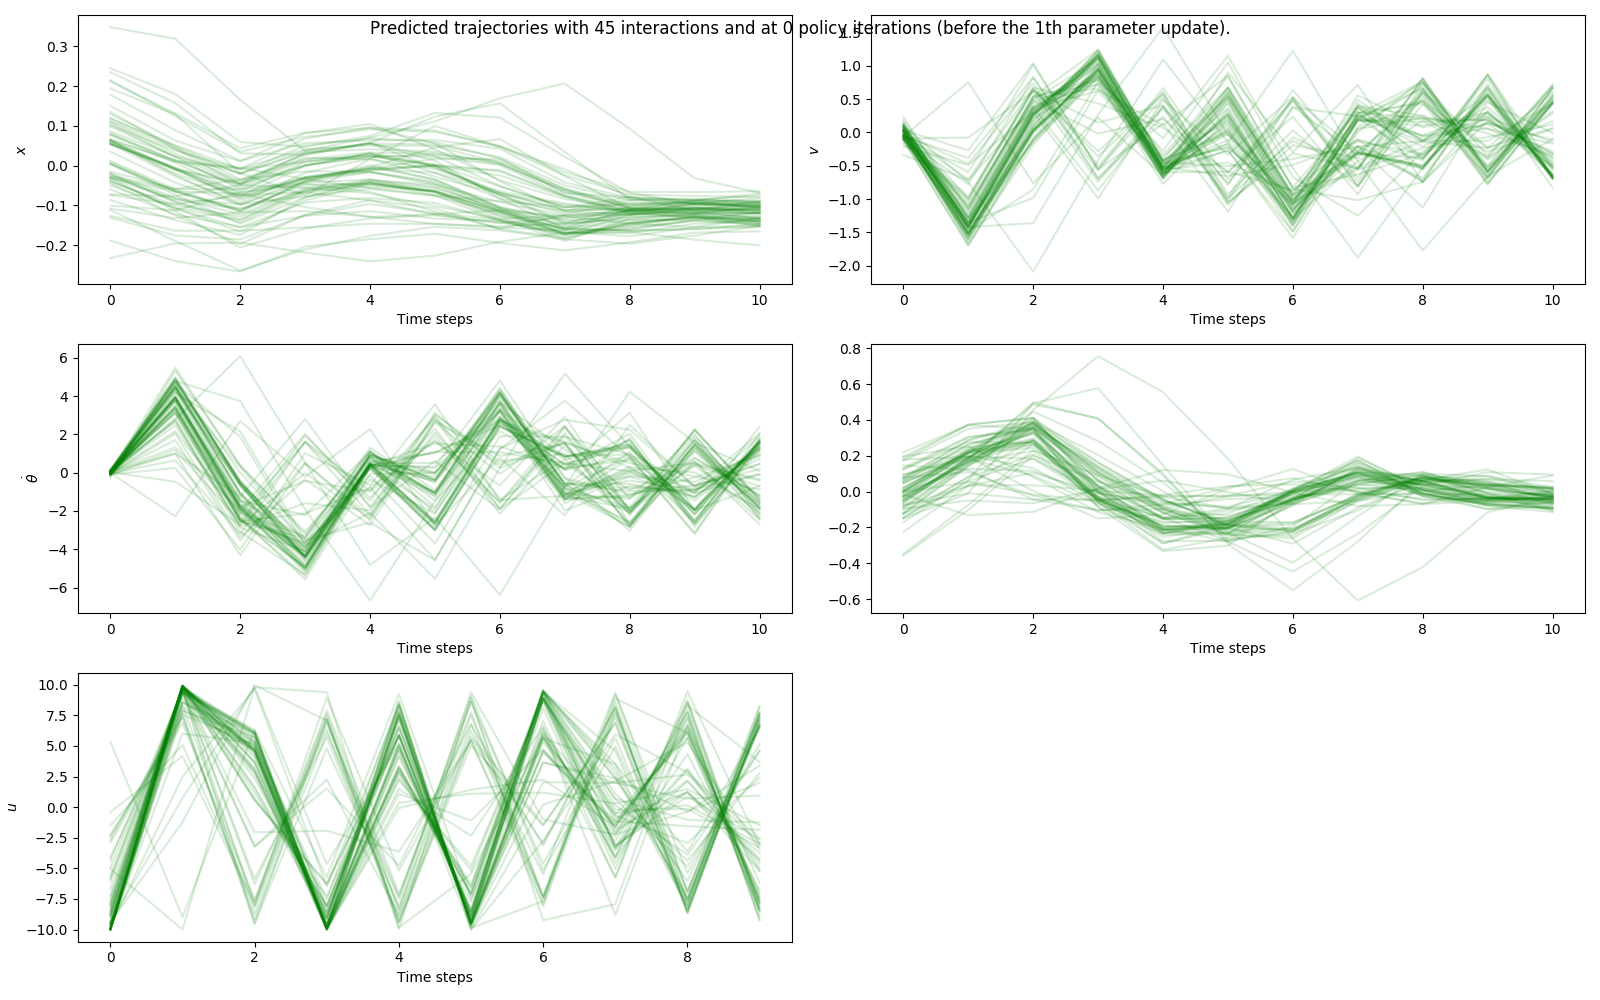 Predicted trajectories with 45 interactions and at 0 policy iterations (before the 1th parameter update).
0.3
0.2
0.1
0.0
−0.1
−0.2
x
0 2 4 6 8 10
Time steps
1.5
1.0
0.5
0.0
−0.5
−1.0
−1.5
−2.0
v
0 2 4 6 8 10
Time steps
6
4
2
0
−2
−4
−6
θ̇
0 2 4 6 8 10
Time steps
0.8
0.6
0.4
0.2
0.0
−0.2
−0.4
−0.6
θ
0 2 4 6 8 10
Time steps
10.0
7.5
5.0
2.5
0.0
−2.5
−5.0
−7.5
−10.0
u
0 2 4 6 8
Time steps